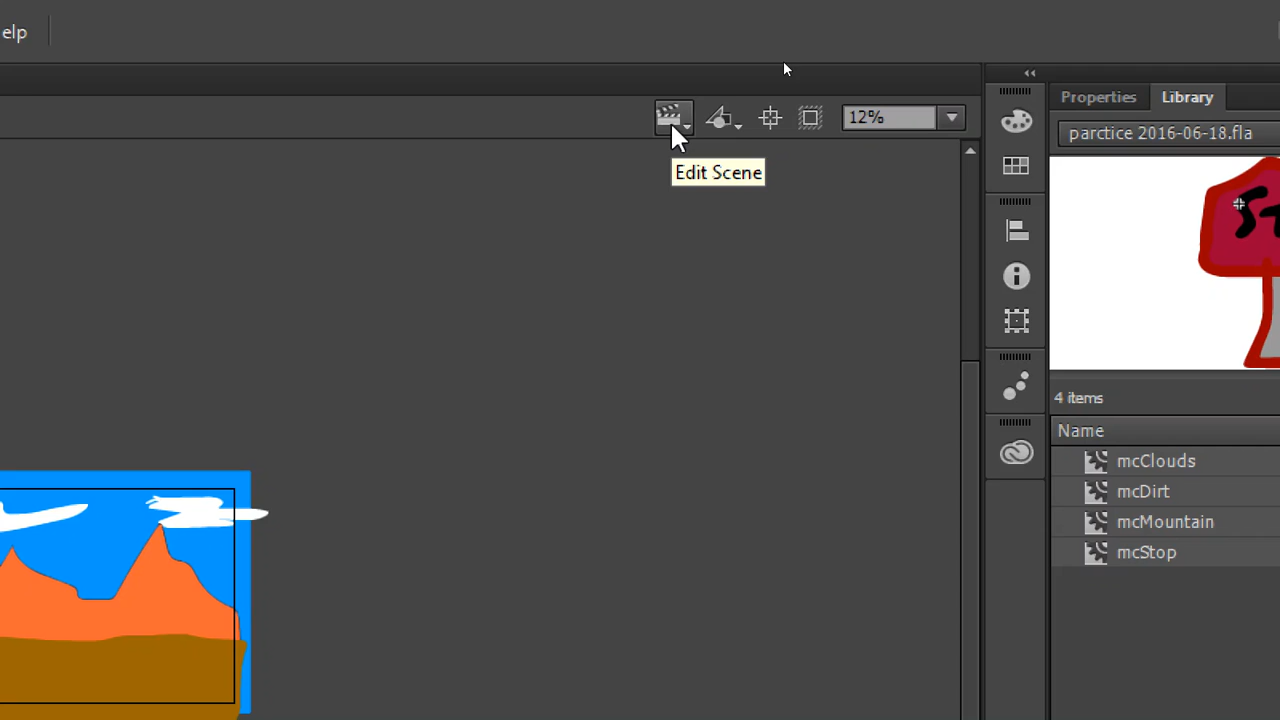 elp
Properties
Library
12%
parctice 2016-06-18.fla
Edit Scene
4 items
Name
mcClouds
mcDirt
mcMountain
mcStop